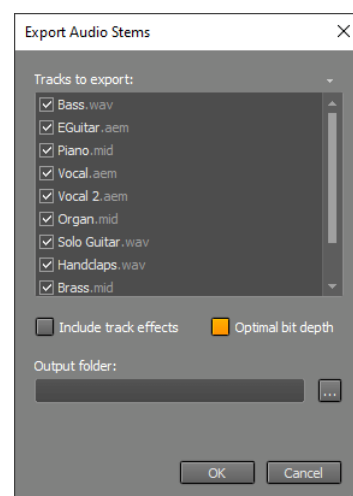 Export Audio Stems
Tracks to export:
Bass.wav
EGuitar.aem
Piano.mid
Vocal.aem
Vocal 2.aem
Organ.mid
Solo Guitar.wav
Handclaps.wav
Brass.mid
Include track effects Optimal bit depth
Output folder:
...
OK Cancel